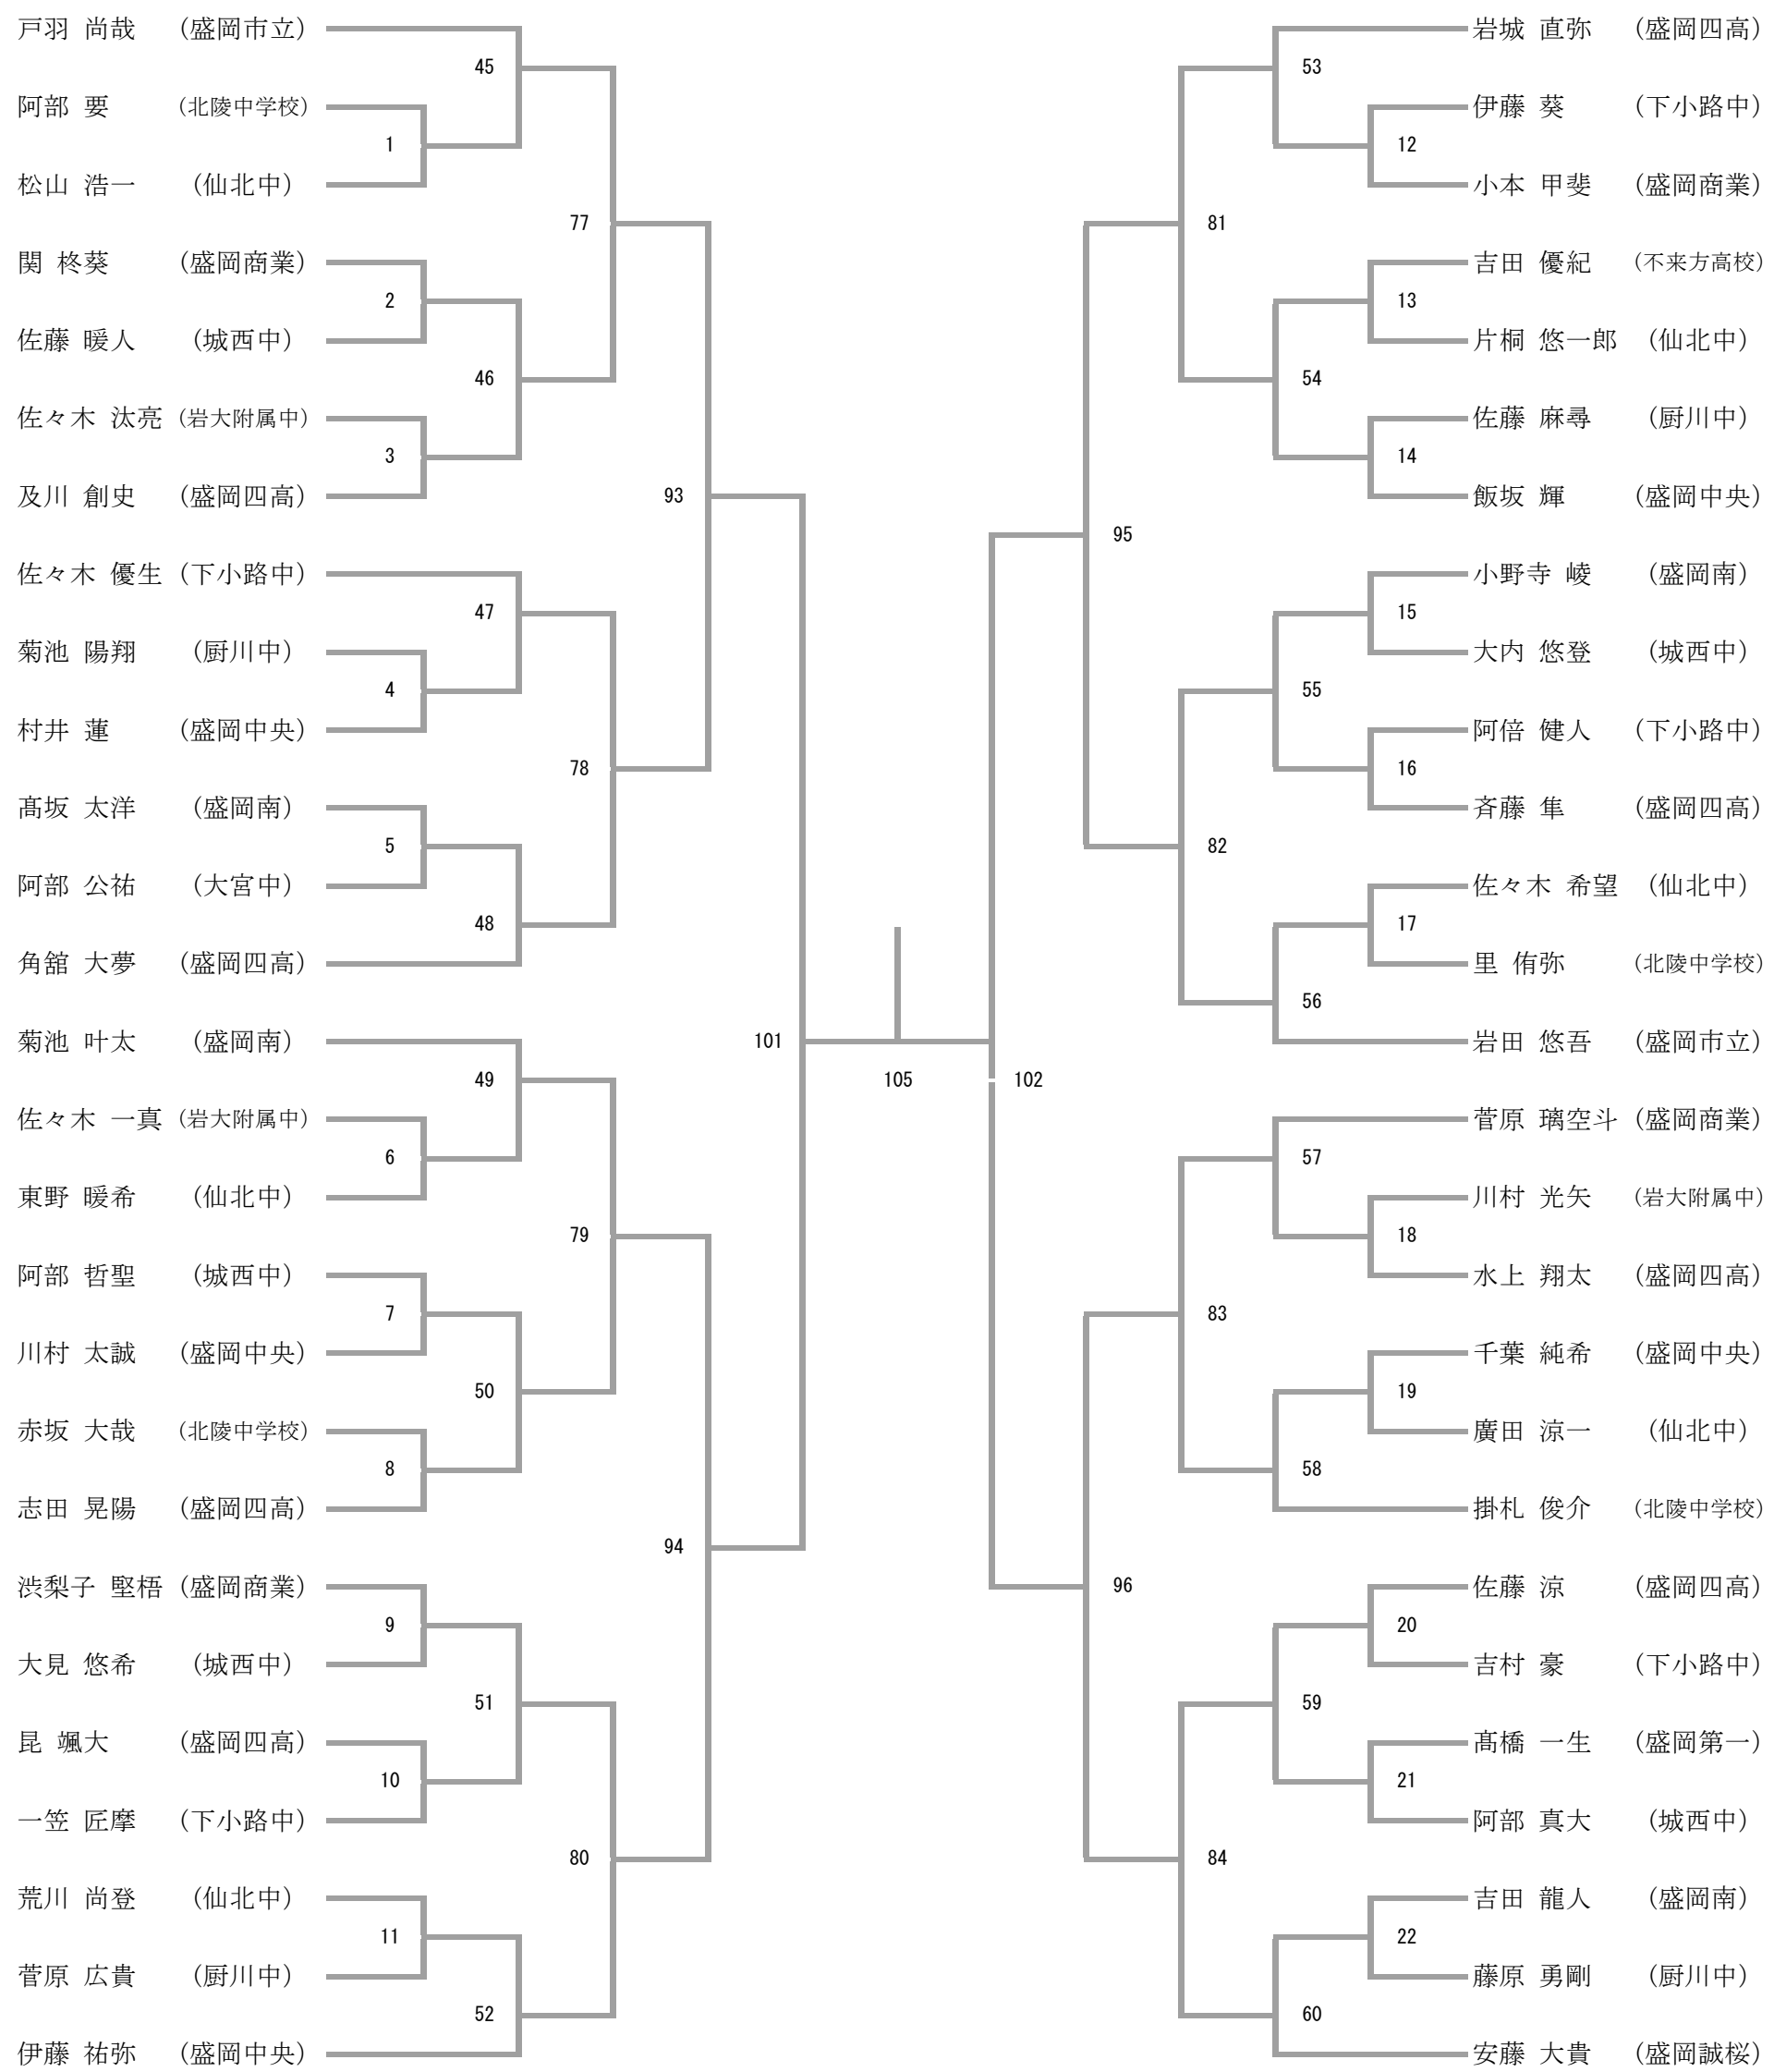 戸羽 尚哉 (盛岡市立)
45
阿部 要 (北陵中学校)
1
松山 浩一 (仙北中)
77
関 柊葵 (盛岡商業)
2
佐藤 暖人 (城西中)
46
佐々木 汰亮 (岩大附属中)
3
及川 創史 (盛岡四高)
93
佐々木 優生 (下小路中)
47
菊池 陽翔 (厨川中)
4
村井 蓮 (盛岡中央)
78
髙坂 太洋 (盛岡南)
5
阿部 公祐 (大宮中)
48
角舘 大夢 (盛岡四高)
菊池 叶太 (盛岡南)
101
49
佐々木 一真 (岩大附属中)
6
東野 暖希 (仙北中)
79
阿部 哲聖 (城西中)
7
川村 太誠 (盛岡中央)
50
赤坂 大哉 (北陵中学校)
8
志田 晃陽 (盛岡四高)
94
渋梨子 堅梧 (盛岡商業)
9
大見 悠希 (城西中)
51
昆 颯大 (盛岡四高)
10
一笠 匠摩 (下小路中)
80
荒川 尚登 (仙北中)
11
菅原 広貴 (厨川中)
52
伊藤 祐弥 (盛岡中央)
105
岩城 直弥 (盛岡四高)
53
伊藤 葵 (下小路中)
12
小本 甲斐 (盛岡商業)
81
吉田 優紀 (不来方高校)
13
片桐 悠一郎 (仙北中)
54
佐藤 麻尋 (厨川中)
14
飯坂 輝 (盛岡中央)
95
小野寺 崚 (盛岡南)
15
大内 悠登 (城西中)
55
阿倍 健人 (下小路中)
16
斉藤 隼 (盛岡四高)
82
佐々木 希望 (仙北中)
17
里 侑弥 (北陵中学校)
56
岩田 悠吾 (盛岡市立)
102
菅原 璃空斗 (盛岡商業)
57
川村 光矢 (岩大附属中)
18
水上 翔太 (盛岡四高)
83
千葉 純希 (盛岡中央)
19
廣田 涼一 (仙北中)
58
掛札 俊介 (北陵中学校)
96
佐藤 涼 (盛岡四高)
20
吉村 豪 (下小路中)
59
髙橋 一生 (盛岡第一)
21
阿部 真大 (城西中)
84
吉田 龍人 (盛岡南)
22
藤原 勇剛 (厨川中)
60
安藤 大貴 (盛岡誠桜)